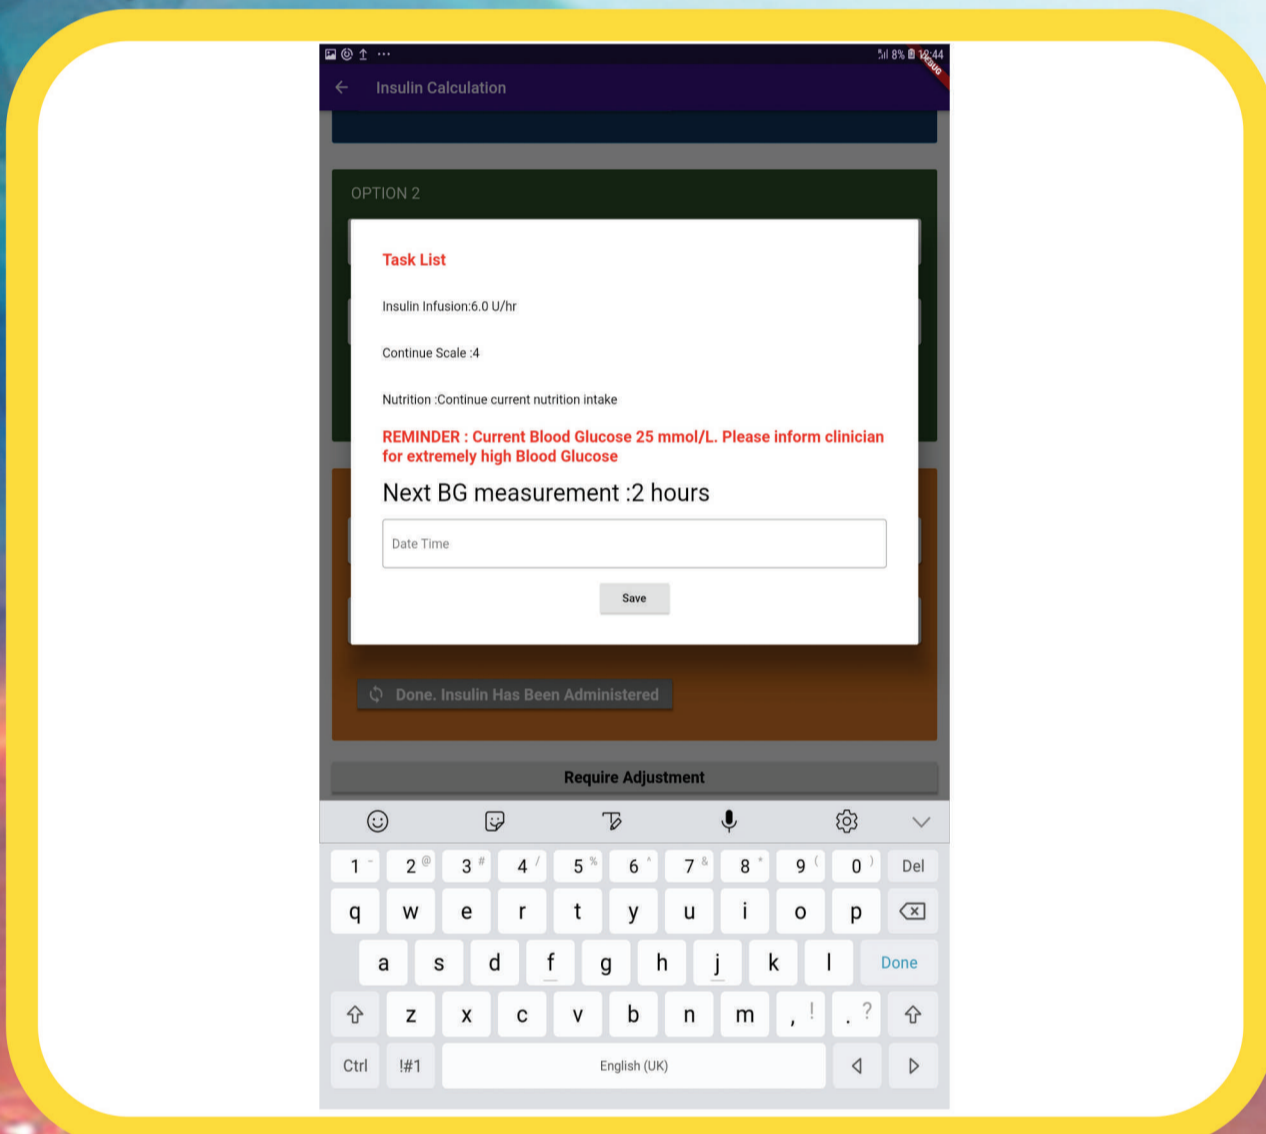 8% 12:44
DEBUG
Insulin Calculation
OPTION 2
Task List
Insulin Infusion:6.0 U/hr
Continue Scale :4
Nutrition :Continue current nutrition intake
REMINDER : Current Blood Glucose 25 mmol/L. Please inform clinician
for extremely high Blood Glucose
Next BG measurement :2 hours
Date Time
Save
Done. Insulin Has Been Administered
Require Adjustment
1 - 2 @ 3 # 4 / 5 % 6 ^ 7 & 8 * 9 ( 0 ) Del
q w e r t y u i o p
a s d f g h j k l Done
z x c v b n m , ! . ?
Ctrl !#1 English (UK)